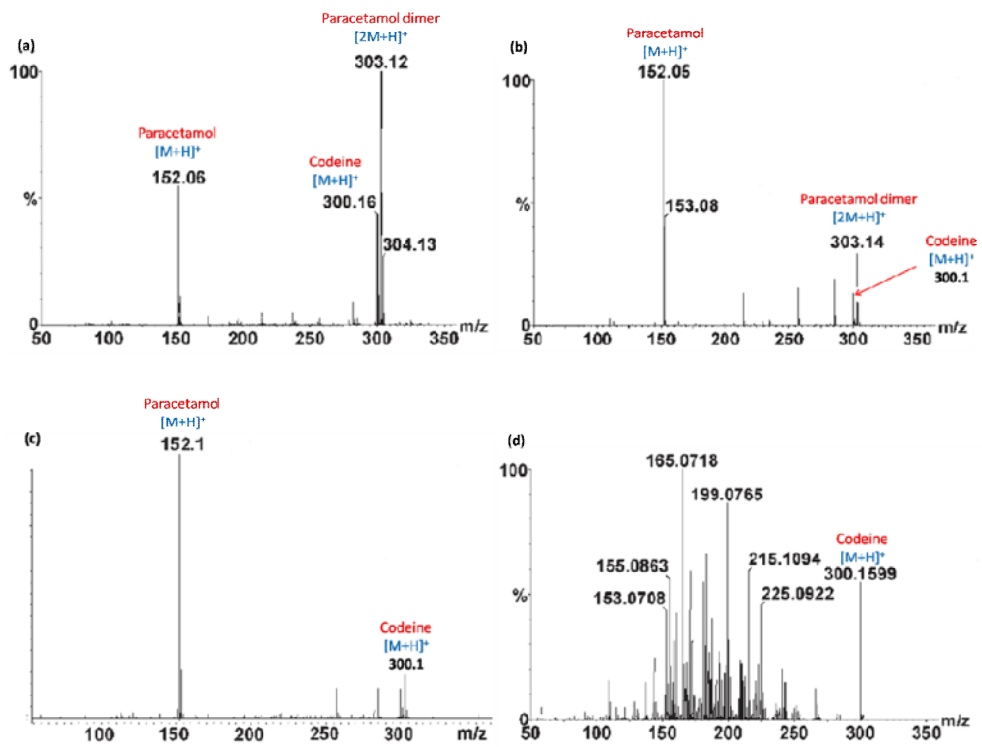 (a)
Paracetamol dimer
[2M+H]⁺
303.12
100
Paracetamol
[M+H]⁺
152.06
Codeine
[M+H]⁺
300.16
304.13
%
0
50 100 150 200 250 300 350
m/z
(b)
Paracetamol
[M+H]⁺
152.05
100
153.08
Paracetamol dimer
[2M+H]⁺
303.14
Codeine
[M+H]⁺
300.1
%
0
50 100 150 200 250 300 350
m/z
(c)
Paracetamol
[M+H]⁺
152.1
Codeine
[M+H]⁺
300.1
100 150 200 250 300
m/z
(d)
100
165.0718
199.0765
Codeine
[M+H]⁺
300.1599
155.0863
215.1094
153.0708
225.0922
%
0
50 100 150 200 250 300 350
m/z